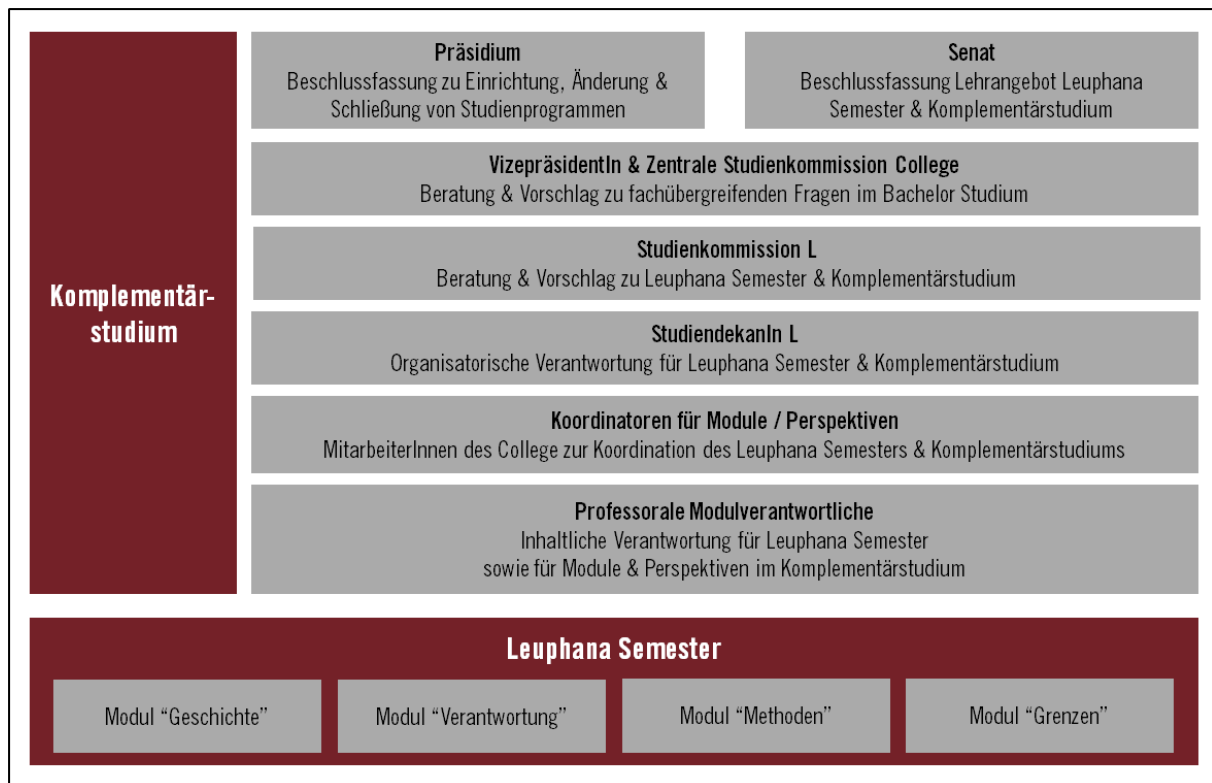 Komplementär-
studium
Präsidium
Beschlussfassung zu Einrichtung, Änderung &
Schließung von Studienprogrammen
Senat
Beschlussfassung Lehrangebot Leuphana
Semester & Komplementärstudium
VizepräsidentIn & Zentrale Studienkommission College
Beratung & Vorschlag zu fachübergreifenden Fragen im Bachelor Studium
Studienkommission L
Beratung & Vorschlag zu Leuphana Semester & Komplementärstudium
StudiendekanIn L
Organisatorische Verantwortung für Leuphana Semester & Komplementärstudium
Koordinatoren für Module / Perspektiven
MitarbeiterInnen des College zur Koordination des Leuphana Semesters & Komplementärstudiums
Professorale Modulverantwortliche
Inhaltliche Verantwortung für Leuphana Semester
sowie für Module & Perspektiven im Komplementärstudium
Leuphana Semester
Modul “Geschichte”
Modul “Verantwortung”
Modul “Methoden”
Modul “Grenzen”